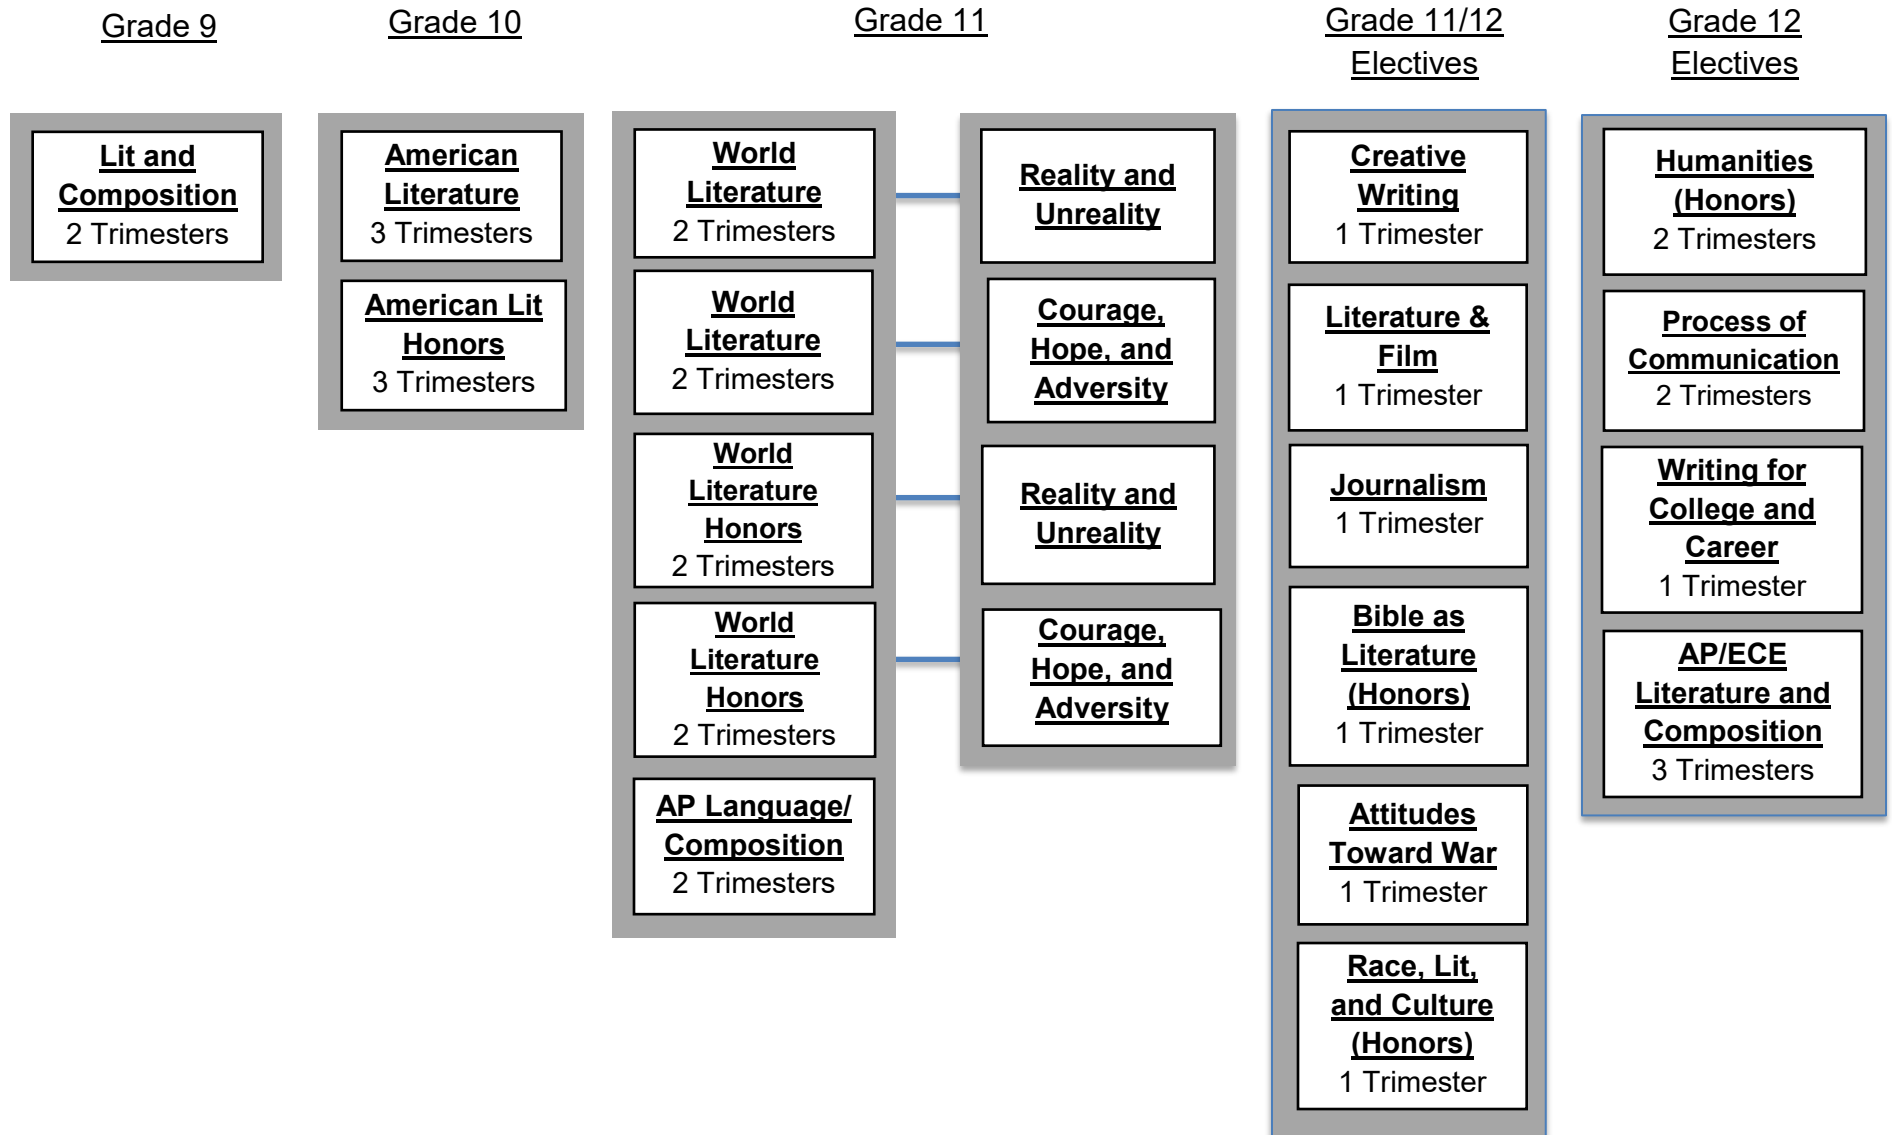 Grade 9
Lit and
Composition
2 Trimesters
Grade 10
American
Literature
3 Trimesters
American Lit
Honors
3 Trimesters
Grade 11
World
Literature
2 Trimesters
World
Literature
2 Trimesters
World
Literature
Honors
2 Trimesters
World
Literature
Honors
2 Trimesters
AP Language/
Composition
2 Trimesters
Reality and
Unreality
Courage,
Hope, and
Adversity
Reality and
Unreality
Courage,
Hope, and
Adversity
Grade 11/12
Electives
Creative
Writing
1 Trimester
Literature &
Film
1 Trimester
Journalism
1 Trimester
Bible as
Literature
(Honors)
1 Trimester
Attitudes
Toward War
1 Trimester
Race, Lit,
and Culture
(Honors)
1 Trimester
Grade 12
Electives
Humanities
(Honors)
2 Trimesters
Process of
Communication
2 Trimesters
Writing for
College and
Career
1 Trimester
AP/ECE
Literature and
Composition
3 Trimesters